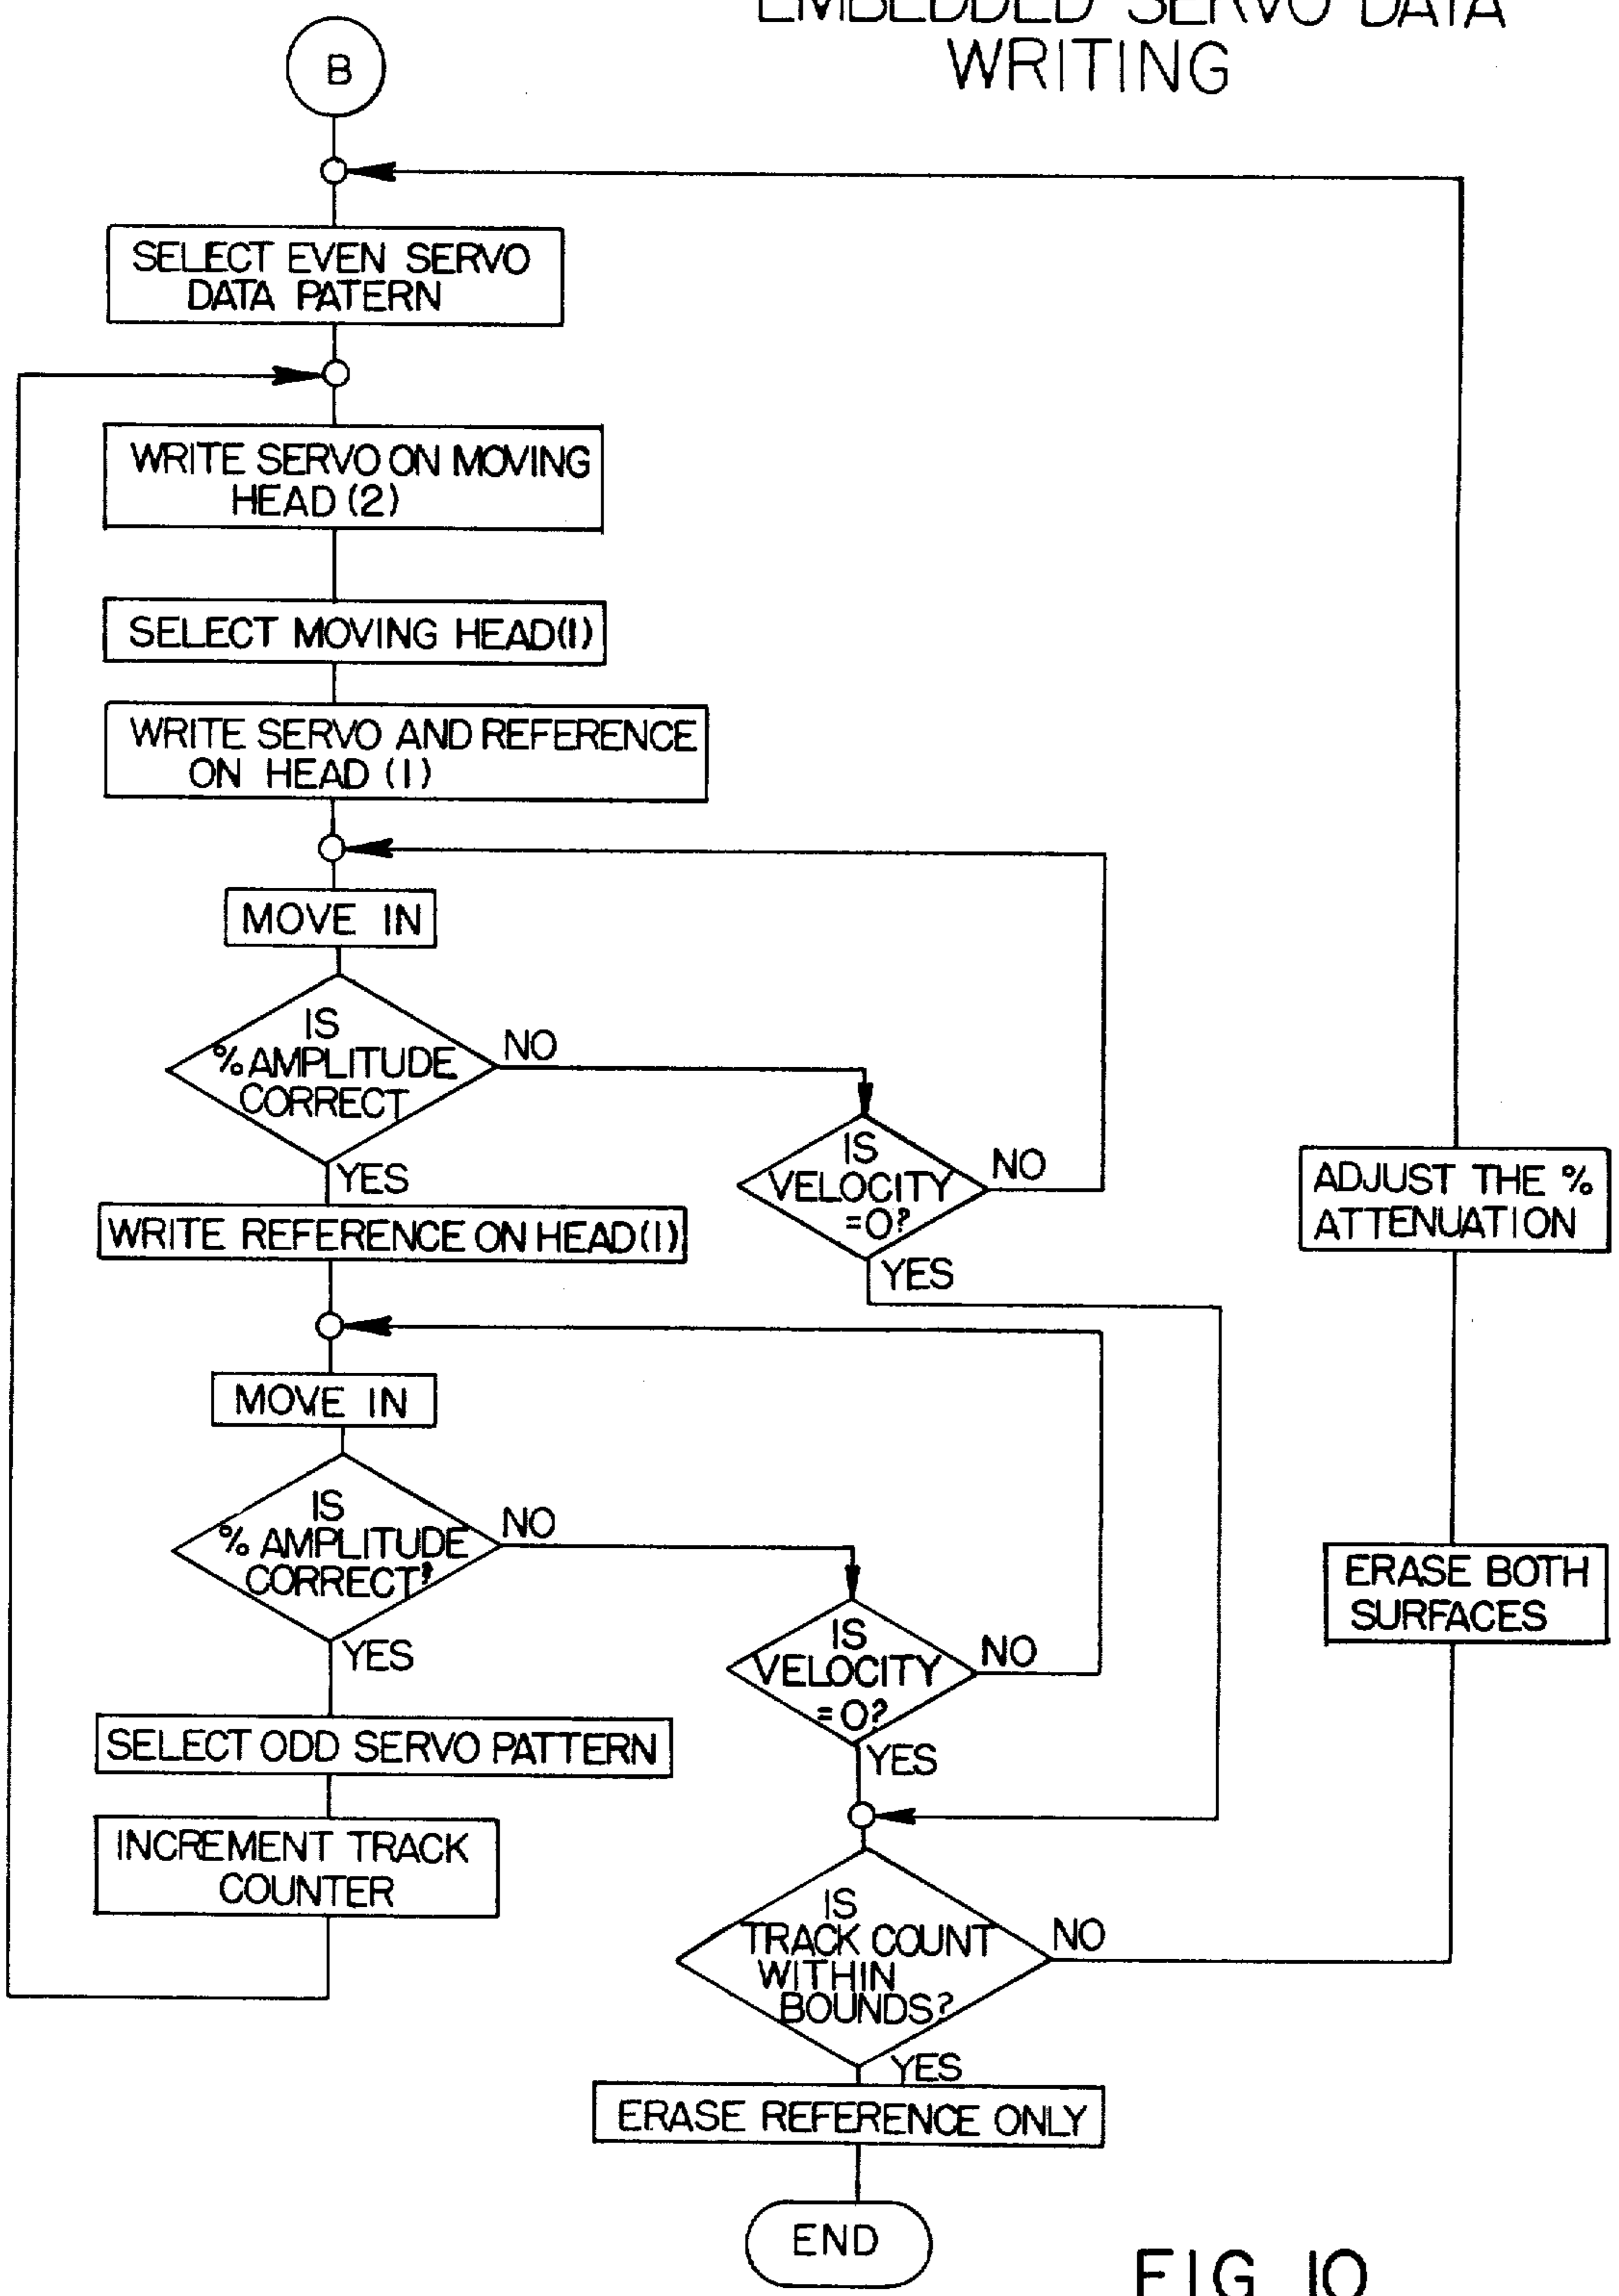 EMBEDDED SERVO DATA
WRITING
B
SELECT EVEN SERVO
DATA PATERN
WRITE SERVO ON MOVING
HEAD (2)
SELECT MOVING HEAD(1)
WRITE SERVO AND REFERENCE
ON HEAD (1)
MOVE IN
IS
% AMPLITUDE
CORRECT
NO
YES
IS
VELOCITY
=0?
NO
YES
ADJUST THE %
ATTENUATION
WRITE REFERENCE ON HEAD(1)
MOVE IN
IS
% AMPLITUDE
CORRECT?
NO
YES
IS
VELOCITY
=0?
NO
YES
ERASE BOTH
SURFACES
SELECT ODD SERVO PATTERN
INCREMENT TRACK
COUNTER
IS
TRACK COUNT
WITHIN
BOUNDS?
NO
YES
ERASE REFERENCE ONLY
END
FIG 10